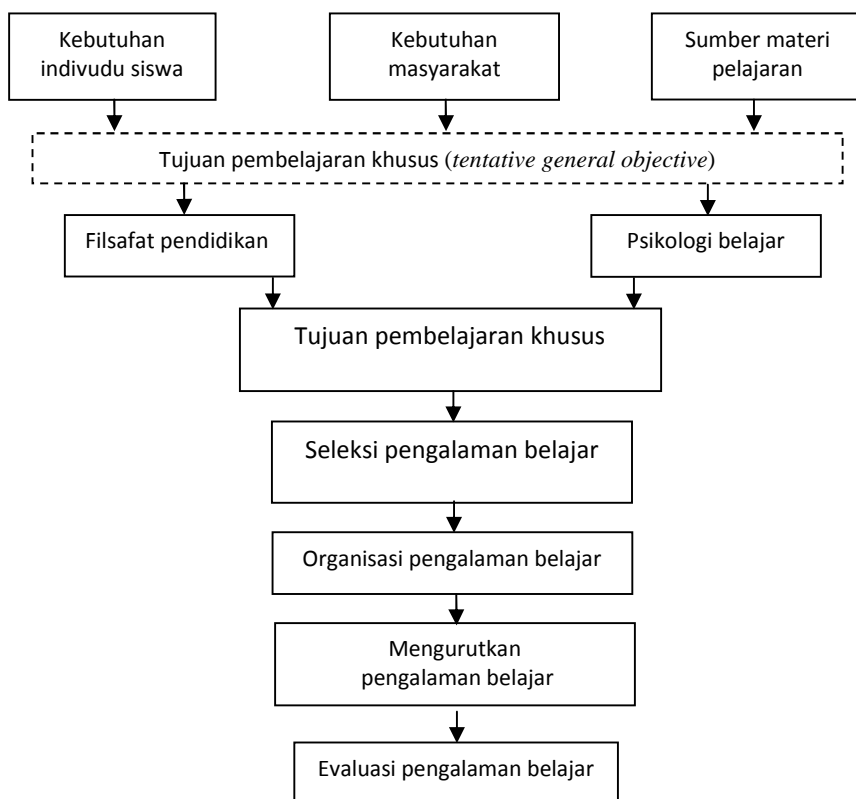 Kebutuhan
indivudu siswa
Kebutuhan
masyarakat
Sumber materi
pelajaran
Tujuan pembelajaran khusus (tentative general objective)
Filsafat pendidikan
Psikologi belajar
Tujuan pembelajaran khusus
Seleksi pengalaman belajar
Organisasi pengalaman belajar
Mengurutkan
pengalaman belajar
Evaluasi pengalaman belajar